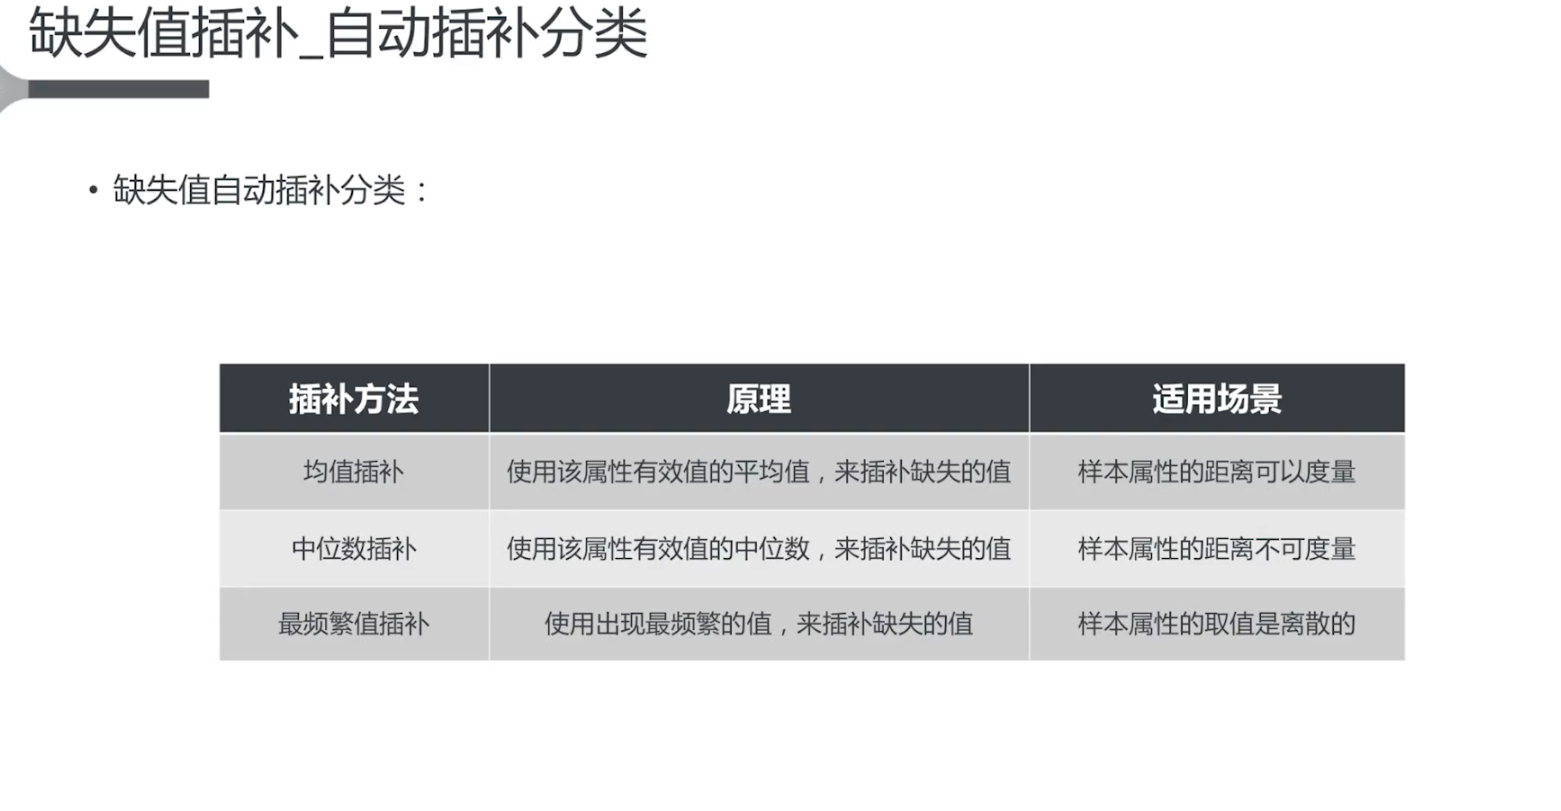 缺失值插补_自动插补分类
• 缺失值自动插补分类：
插补方法 原理 适用场景
均值插补 使用该属性有效值的平均值，来插补缺失的值 样本属性的距离可以度量
中位数插补 使用该属性有效值的中位数，来插补缺失的值 样本属性的距离不可度量
最频繁值插补 使用出现最频繁的值，来插补缺失的值 样本属性的取值是离散的